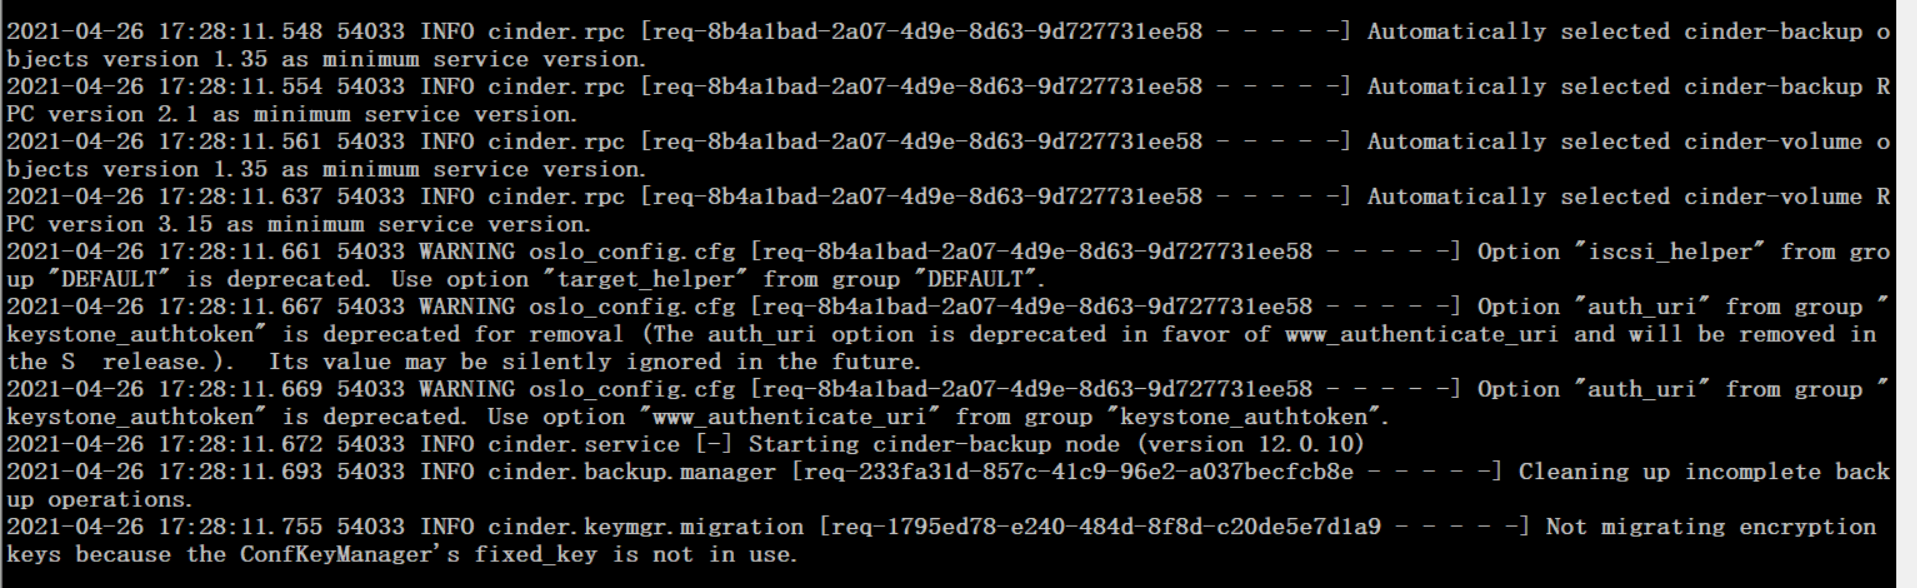 2021-04-26 17:28:11.548 54033 INFO cinder.rpc [req-8b4a1bad-2a07-4d9e-8d63-9d727731ee58 - - - - -] Automatically selected cinder-backup o
bjects version 1.35 as minimum service version.
2021-04-26 17:28:11.554 54033 INFO cinder.rpc [req-8b4a1bad-2a07-4d9e-8d63-9d727731ee58 - - - - -] Automatically selected cinder-backup R
PC version 2.1 as minimum service version.
2021-04-26 17:28:11.561 54033 INFO cinder.rpc [req-8b4a1bad-2a07-4d9e-8d63-9d727731ee58 - - - - -] Automatically selected cinder-volume o
bjects version 1.35 as minimum service version.
2021-04-26 17:28:11.637 54033 INFO cinder.rpc [req-8b4a1bad-2a07-4d9e-8d63-9d727731ee58 - - - - -] Automatically selected cinder-volume R
PC version 3.15 as minimum service version.
2021-04-26 17:28:11.661 54033 WARNING oslo_config.cfg [req-8b4a1bad-2a07-4d9e-8d63-9d727731ee58 - - - - -] Option "iscsi_helper" from gro
up "DEFAULT" is deprecated. Use option "target_helper" from group "DEFAULT".
2021-04-26 17:28:11.667 54033 WARNING oslo_config.cfg [req-8b4a1bad-2a07-4d9e-8d63-9d727731ee58 - - - - -] Option "auth_uri" from group "
keystone_authtoken" is deprecated for removal (The auth_uri option is deprecated in favor of www_authenticate_uri and will be removed in
the S  release.).  Its value may be silently ignored in the future.
2021-04-26 17:28:11.669 54033 WARNING oslo_config.cfg [req-8b4a1bad-2a07-4d9e-8d63-9d727731ee58 - - - - -] Option "auth_uri" from group "
keystone_authtoken" is deprecated. Use option "www_authenticate_uri" from group "keystone_authtoken".
2021-04-26 17:28:11.672 54033 INFO cinder.service [-] Starting cinder-backup node (version 12.0.10)
2021-04-26 17:28:11.693 54033 INFO cinder.backup.manager [req-233fa31d-857c-41c9-96e2-a037becfcb8e - - - - -] Cleaning up incomplete back
up operations.
2021-04-26 17:28:11.755 54033 INFO cinder.keymgr.migration [req-1795ed78-e240-484d-8f8d-c20de5e7d1a9 - - - - -] Not migrating encryption
keys because the ConfKeyManager's fixed_key is not in use.